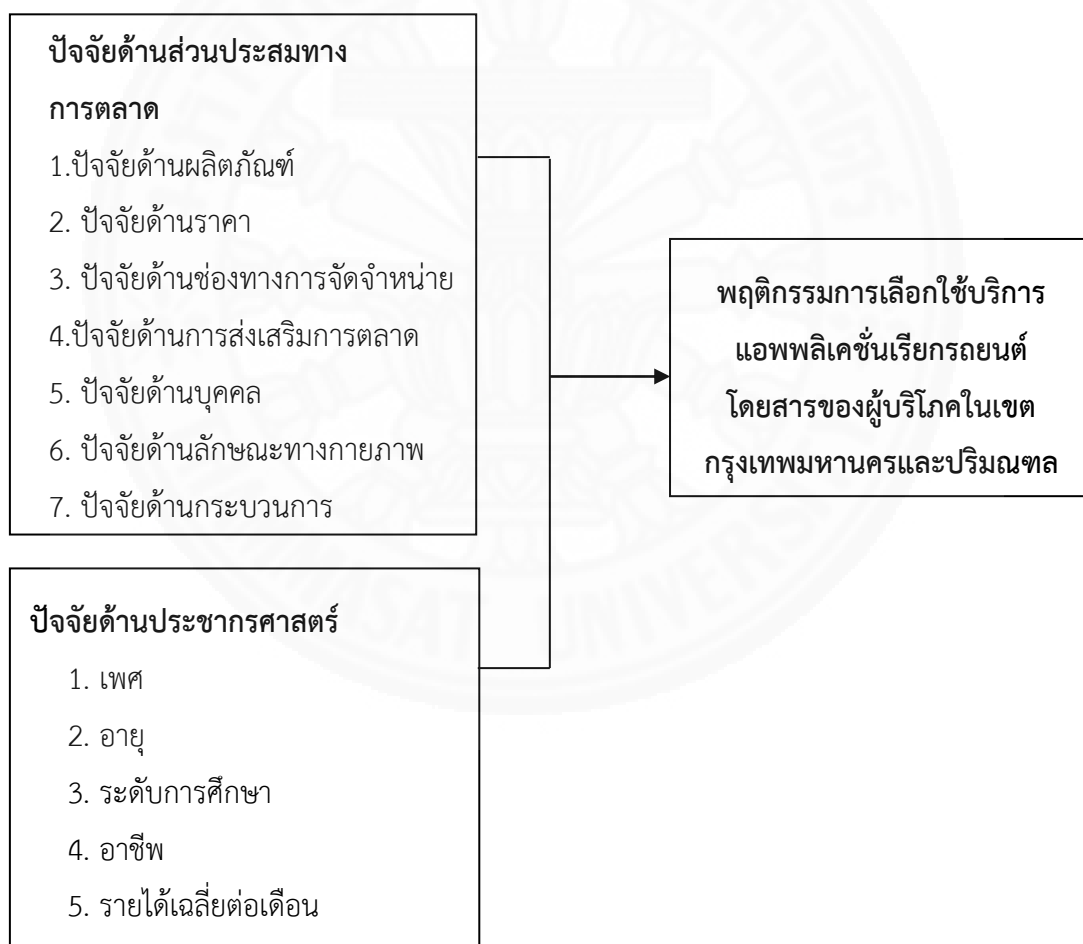 ปัจจัยด้านส่วนประสมทาง
การตลาด
1.ปัจจัยด้านผลิตภัณฑ์
2. ปัจจัยด้านราคา
3. ปัจจัยด้านช่องทางการจัดจำหน่าย
4.ปัจจัยด้านการส่งเสริมการตลาด
5. ปัจจัยด้านบุคคล
6. ปัจจัยด้านลักษณะทางกายภาพ
7. ปัจจัยด้านกระบวนการ
พฤติกรรมการเลือกใช้บริการ
แอพพลิเคชั่นเรียกรถยนต์
โดยสารของผู้บริโภคในเขต
กรุงเทพมหานครและปริมณฑล
ปัจจัยด้านประชากรศาสตร์
1. เพศ
2. อายุ
3. ระดับการศึกษา
4. อาชีพ
5. รายได้เฉลี่ยต่อเดือน